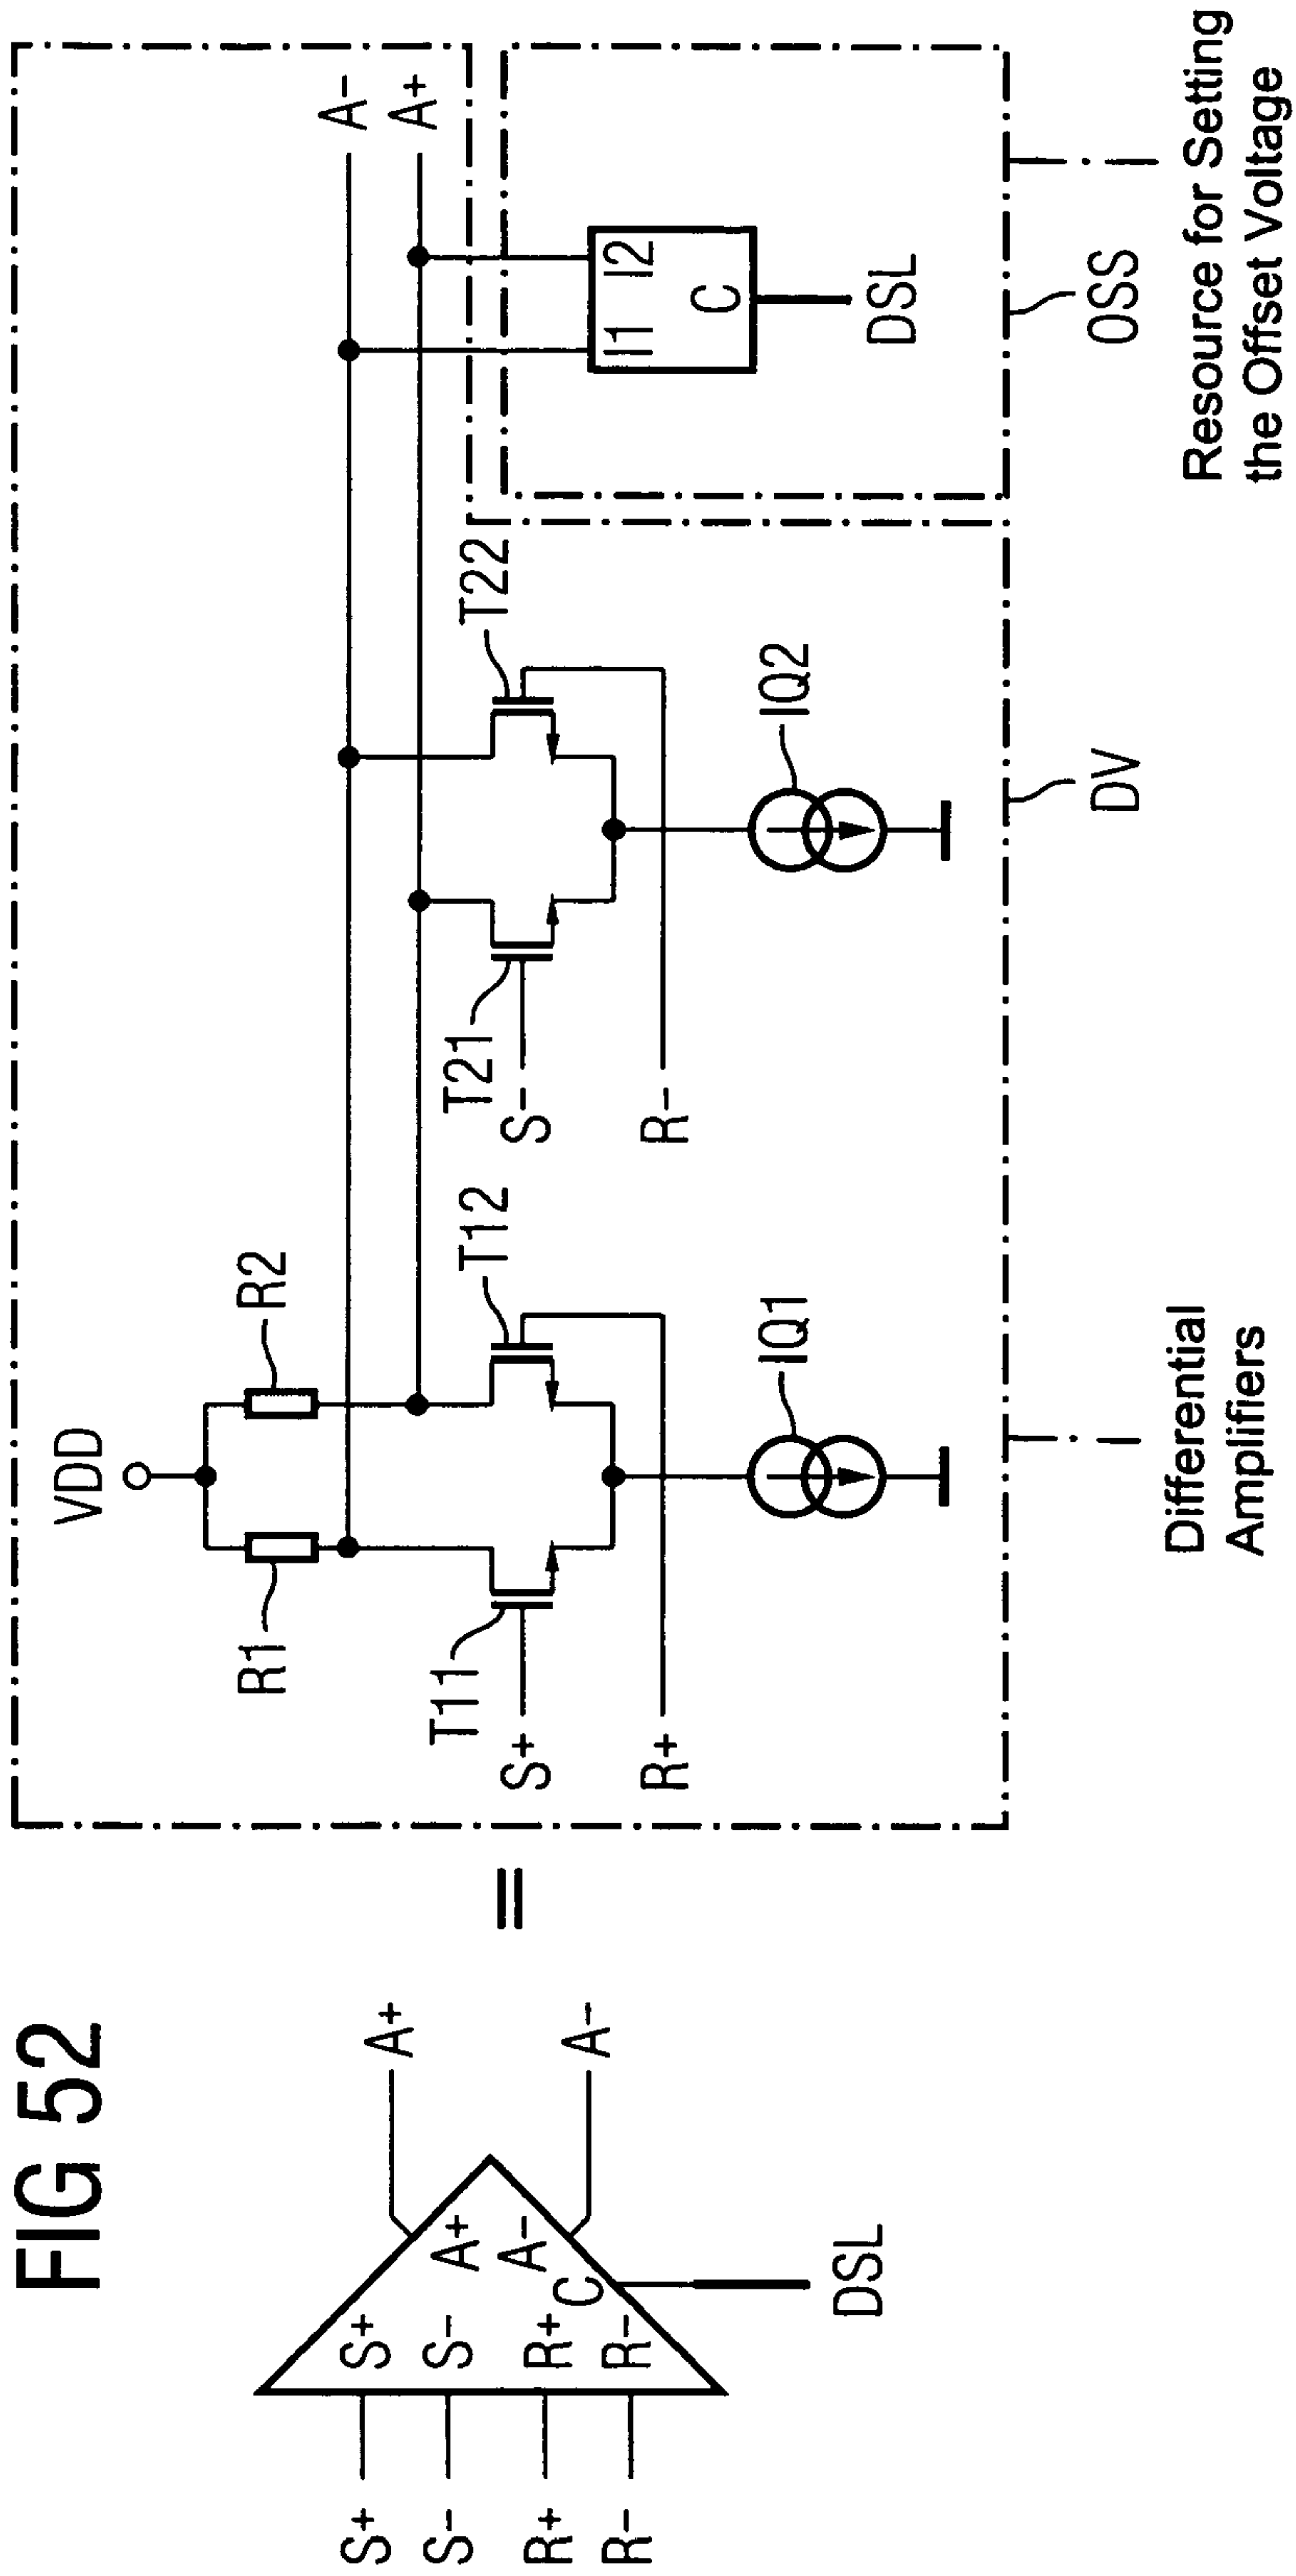 FIG 52
S+
S-
R+
R-
S+
S-
R+
R-
A+
A-
C
A+
A-
DSL
=
VDD
R1
R2
A-
A+
T11
T12
S+
R+
IQ1
T21
T22
S-
R-
IQ2
I1
I2
C
DSL
DV
OSS
Differential
Amplifiers
Resource for Setting
the Offset Voltage